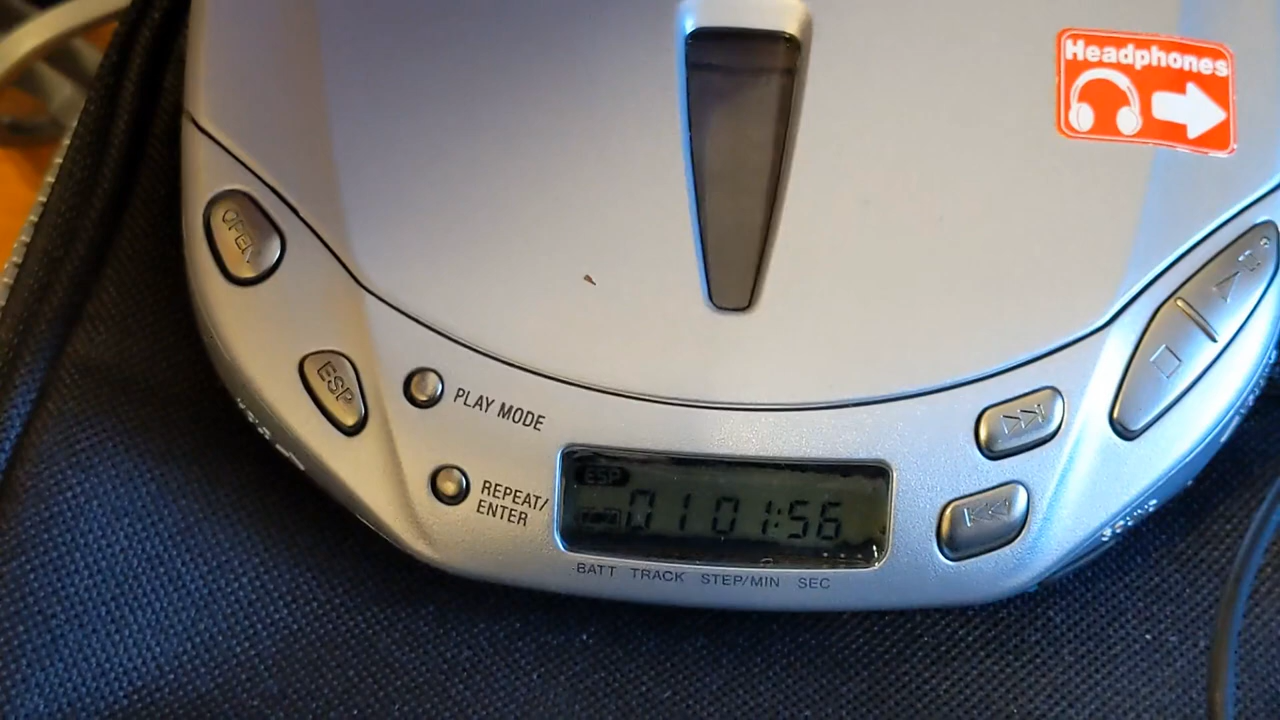 Headphones
OPEN
ESP
PLAY MODE
REPEAT/
ENTER
ESP
01 01:56
BATT TRACK STEP/MIN SEC